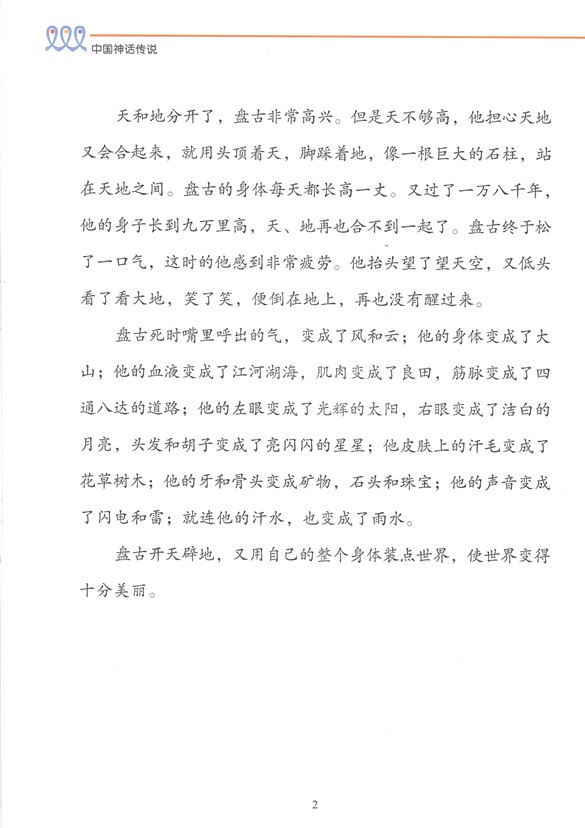 中国神话传说
天和地分开了，盘古非常高兴。但是天不够高，他担心天地
又会合起来，就用头顶着天，脚踩着地，像一根巨大的石柱，站
在天地之间。盘古的身体每天都长高一丈。又过了一万八千年，
他的身子长到九万里高，天、地再也合不到一起了。盘古终于松
了一口气，这时的他感到非常疲劳。他抬头望了望天空，又低头
看了看大地，笑了笑，便倒在地上，再也没有醒过来。
盘古死时嘴里呼出的气，变成了风和云；他的身体变成了大
山；他的血液变成了江河湖海，肌肉变成了良田，筋脉变成了四
通八达的道路；他的左眼变成了光辉的太阳，右眼变成了洁白的
月亮，头发和胡子变成了亮闪闪的星星；他皮肤上的汗毛变成了
花草树木；他的牙和骨头变成矿物，石头和珠宝；他的声音变成
了闪电和雷；就连他的汗水，也变成了雨水。
盘古开天辟地，又用自己的整个身体装点世界，使世界变得
十分美丽。
2